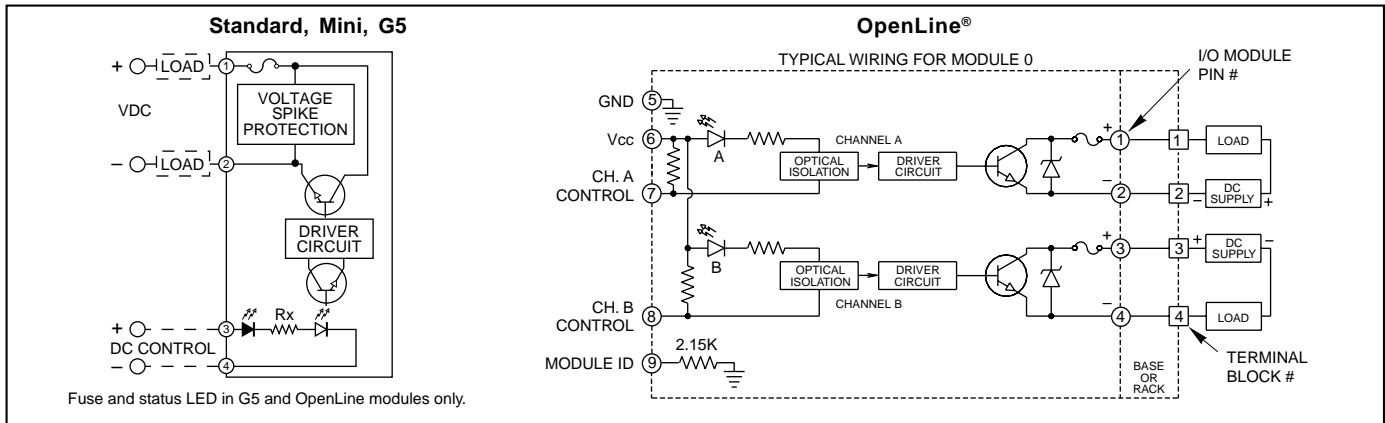 Standard, Mini, G5
+ LOAD 1
VDC
VOLTAGE
SPIKE
PROTECTION
− LOAD 2
DRIVER
CIRCUIT
+ 3 Rx
DC CONTROL
− 4
Fuse and status LED in G5 and OpenLine modules only.
OpenLine®
TYPICAL WIRING FOR MODULE 0
I/O MODULE
PIN #
GND 5
Vcc 6
A
CHANNEL A
OPTICAL
ISOLATION
DRIVER
CIRCUIT
+ 1 1 LOAD
CH. A
CONTROL 7
− 2 2 − DC
SUPPLY +
B
OPTICAL
ISOLATION
DRIVER
CIRCUIT
CHANNEL B
+ 3 3 + DC
SUPPLY −
CH. B
CONTROL 8
− 4 4 LOAD
MODULE ID 9 2.15K
BASE
OR
RACK
TERMINAL
BLOCK #